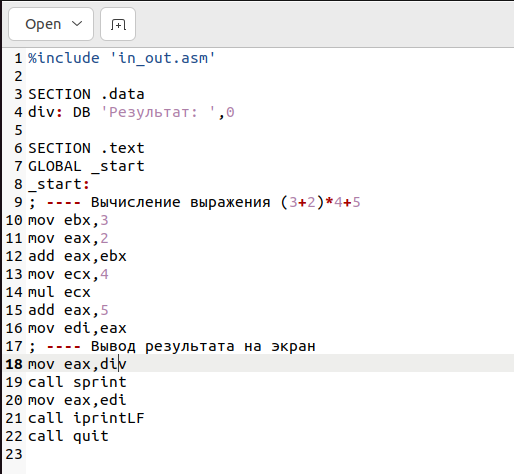 Open
1 %include 'in_out.asm'
2
3 SECTION .data
4 div: DB 'Результат: ',0
5
6 SECTION .text
7 GLOBAL _start
8 _start:
9 ; ---- Вычисление выражения (3+2)*4+5
10 mov ebx,3
11 mov eax,2
12 add eax,ebx
13 mov ecx,4
14 mul ecx
15 add eax,5
16 mov edi,eax
17 ; ---- Вывод результата на экран
18 mov eax,div
19 call sprint
20 mov eax,edi
21 call iprintLF
22 call quit
23